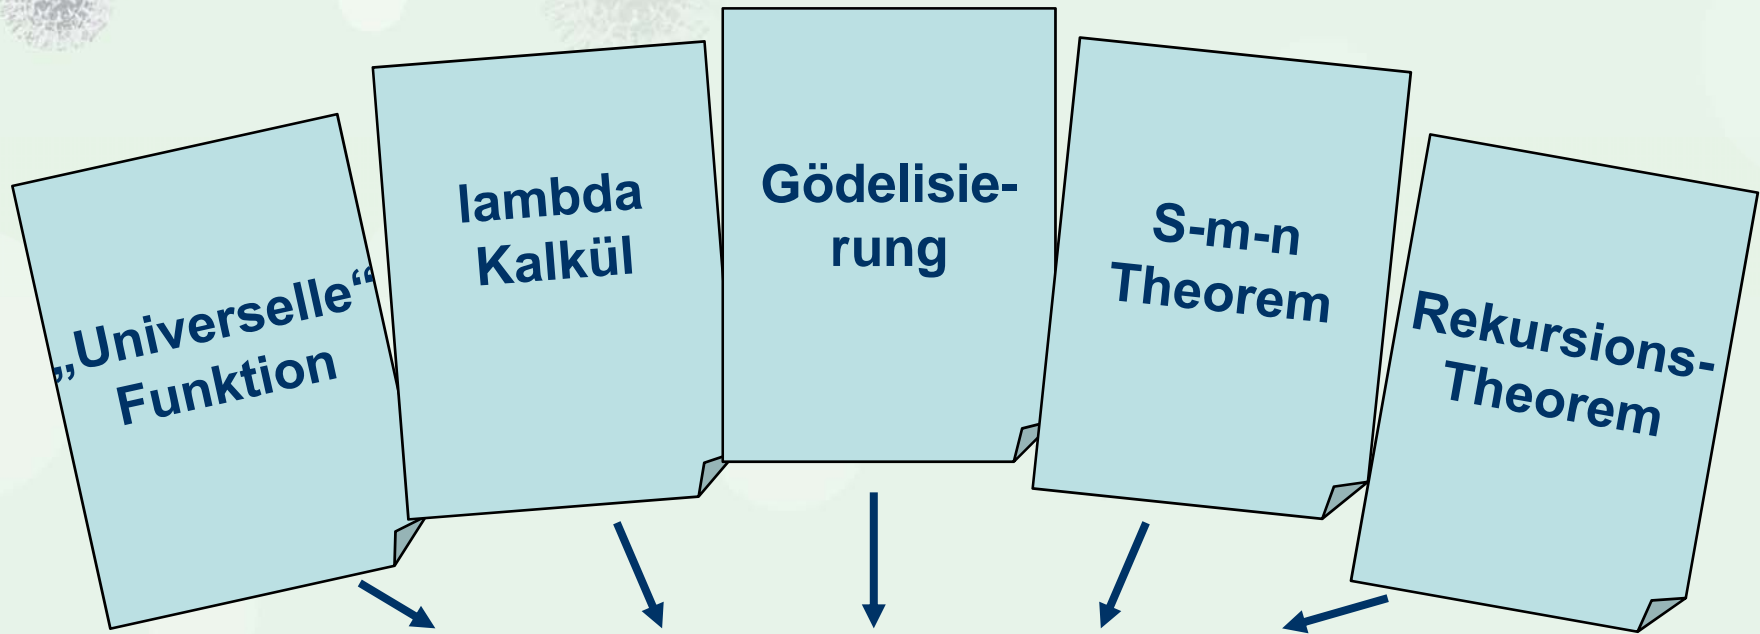 „Universelle“
Funktion
lambda
Kalkül
Gödelisie-
rung
S-m-n
Theorem
Rekursions-
Theorem